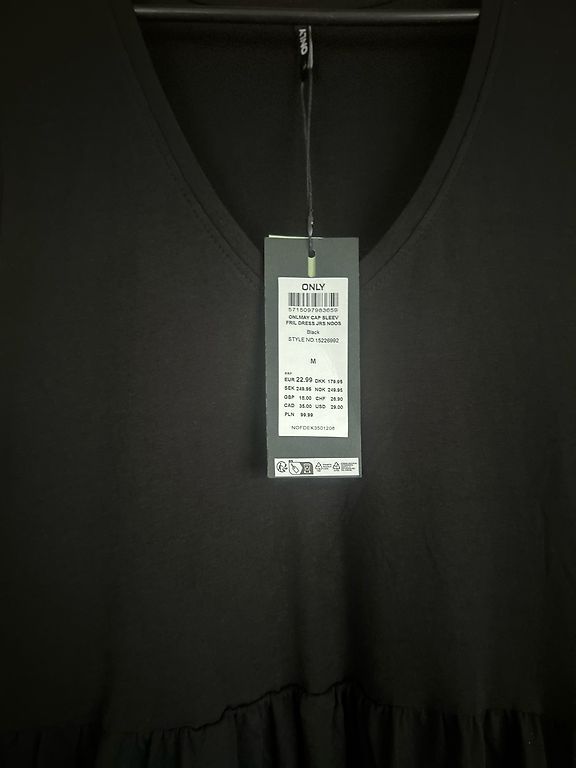 ONLY
ONLY
5715097983659
ONLMAY CAP SLEEV
FRIL DRESS JRS NOOS
Black
STYLE NO:15226992
M
RRP
EUR 22.99 DKK 179.95
SEK 249.95 NOK 249.95
GBP 18.00 CHF 26.90
CAD 35.00 USD 29.00
PLN 99.99
NOFDEK3501206